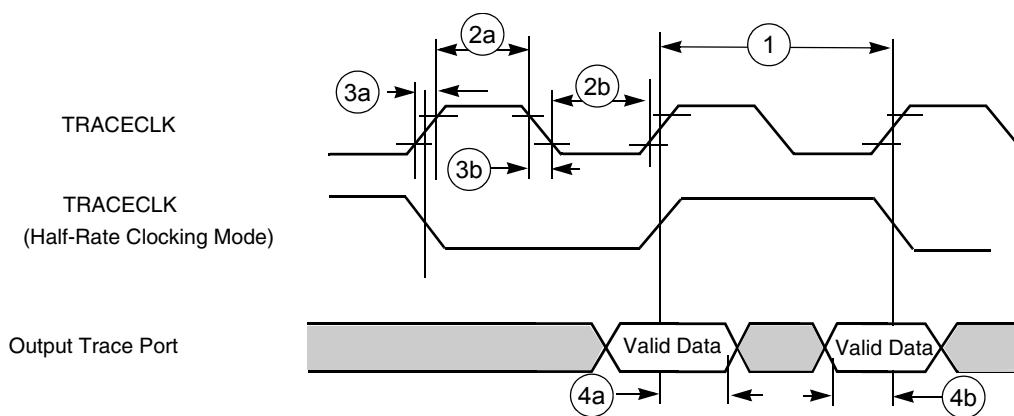 2a
1
3a
2b
TRACECLK
3b
TRACECLK
(Half-Rate Clocking Mode)
Output Trace Port
Valid Data
Valid Data
4a
4b